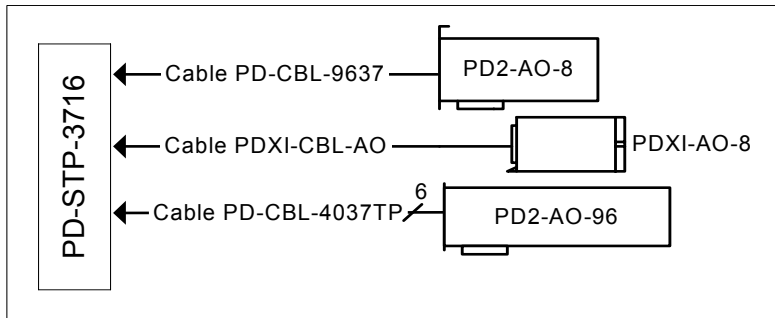 PD-STP-3716
Cable PD-CBL-9637
PD2-AO-8
Cable PDXI-CBL-AO
PDXI-AO-8
Cable PD-CBL-4037TP
6
PD2-AO-96